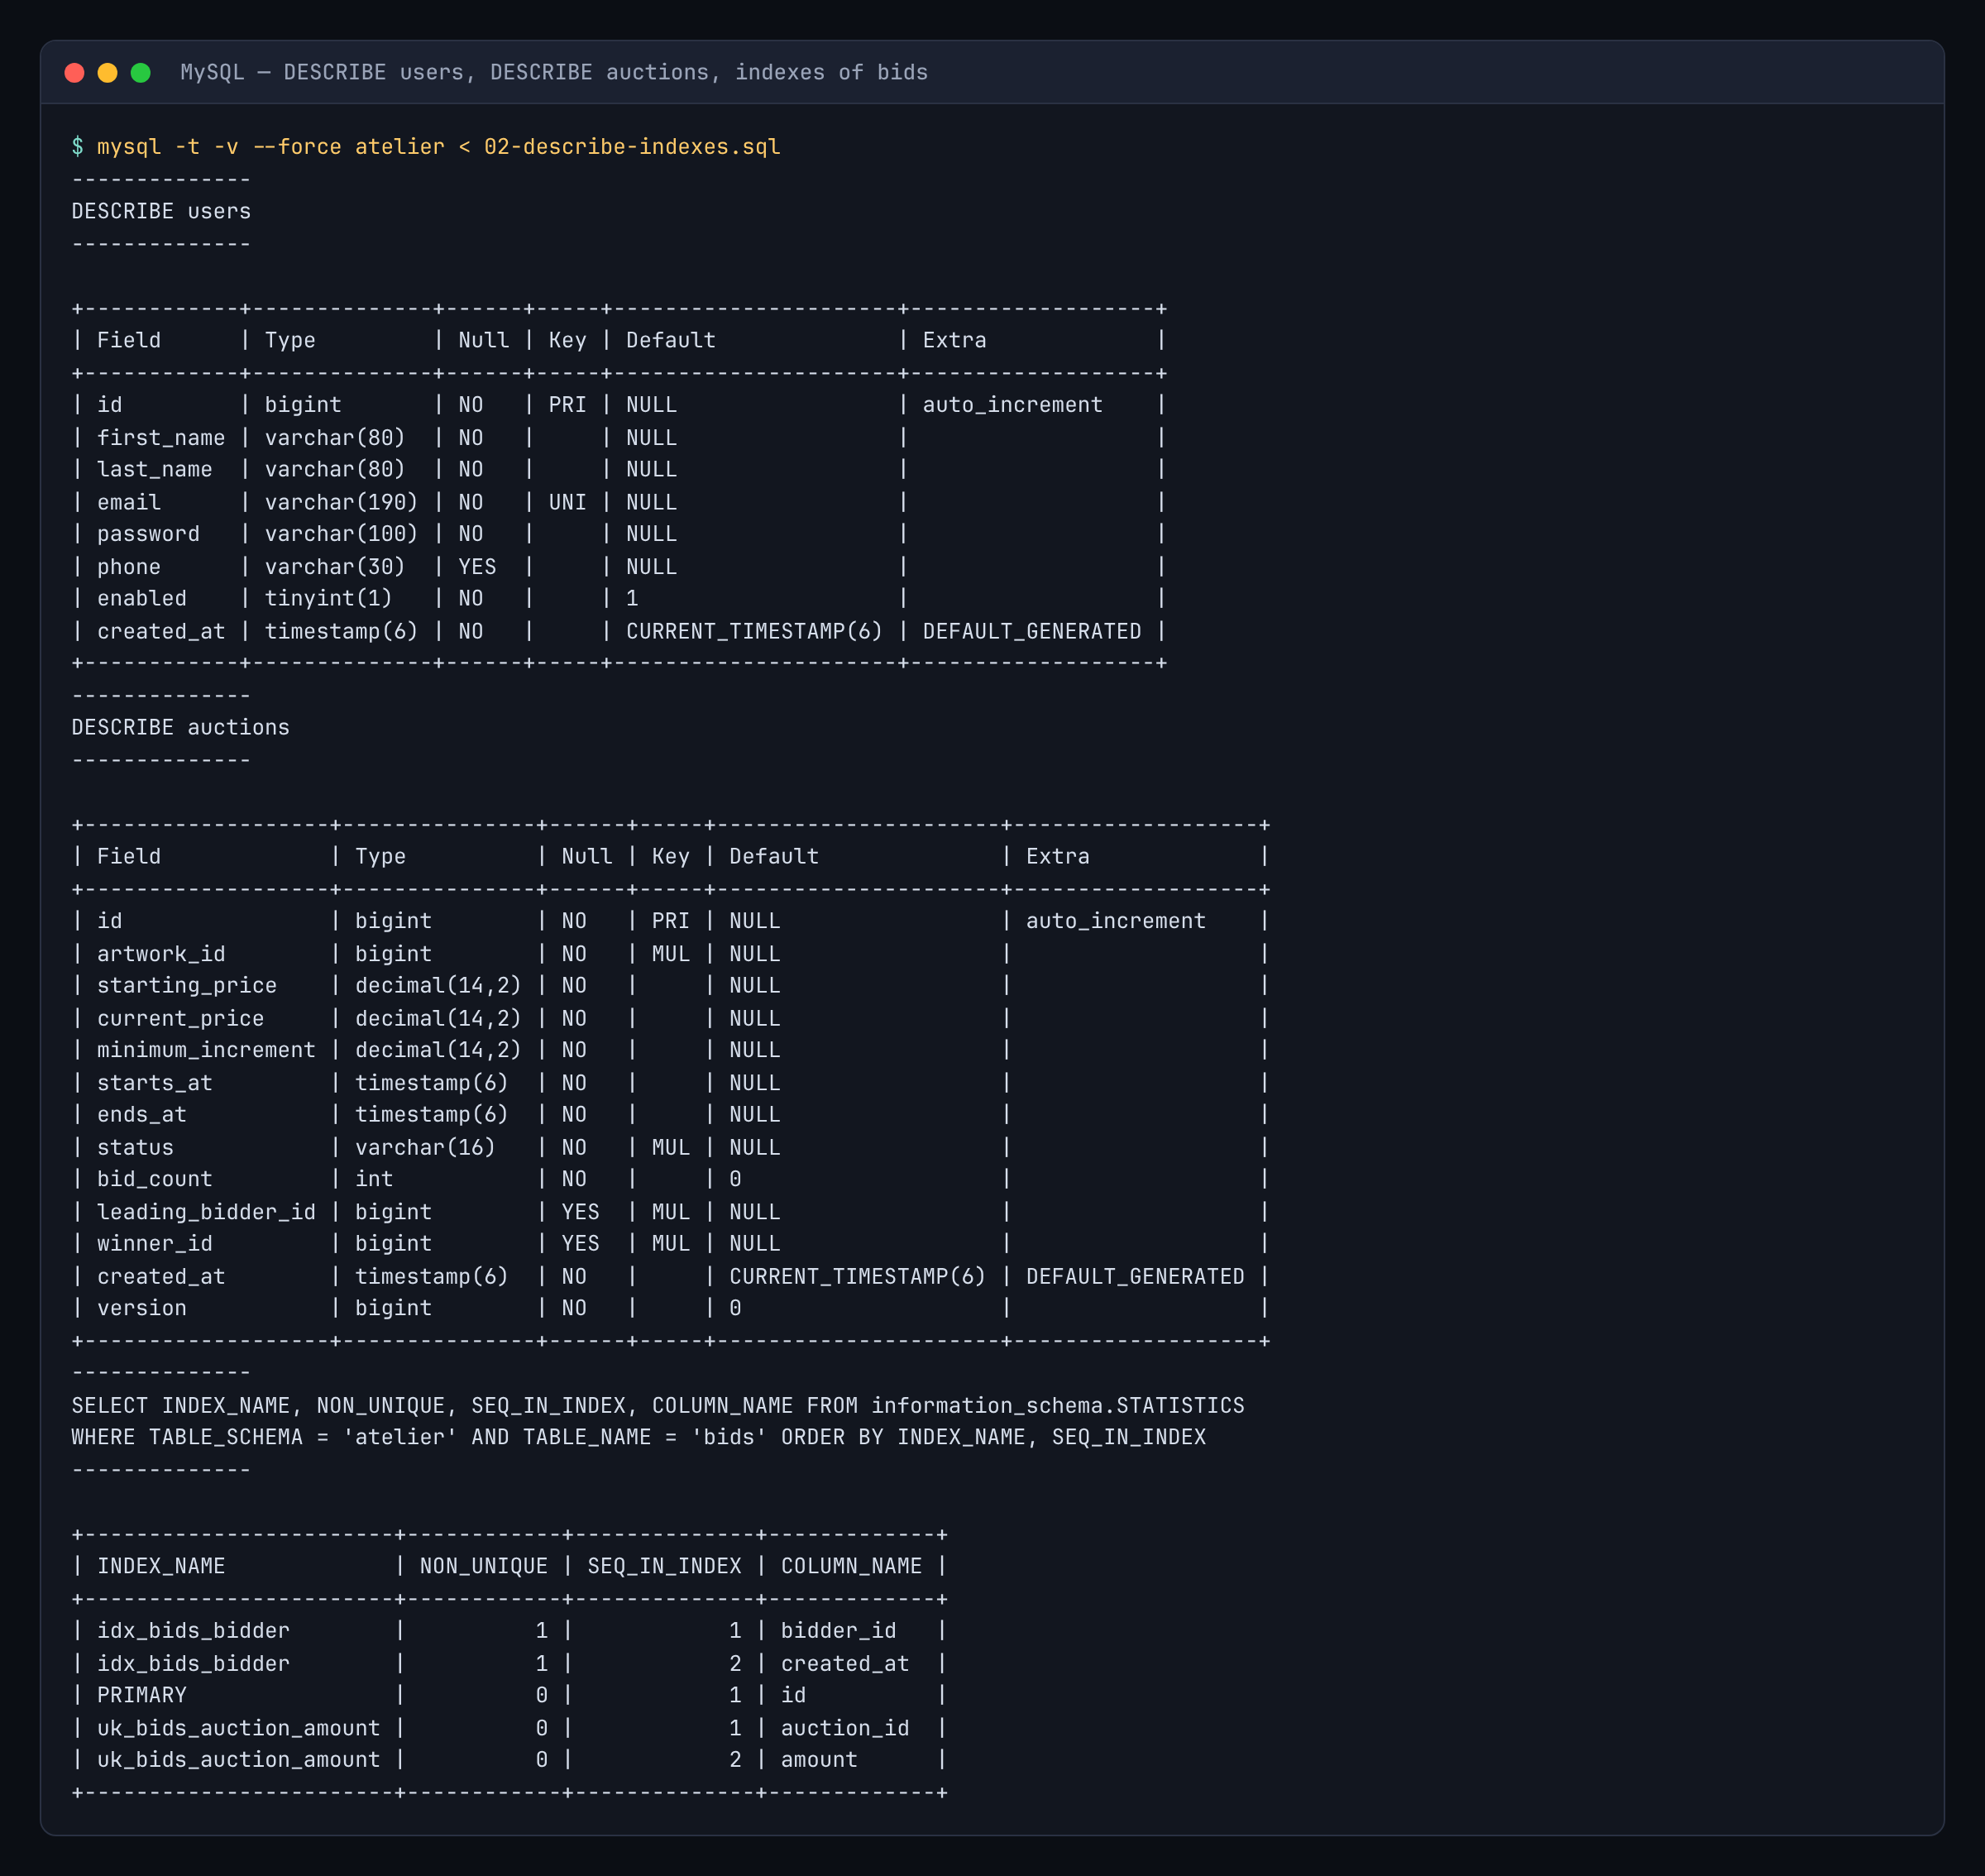 MySQL — DESCRIBE users, DESCRIBE auctions, indexes of bids
$ mysql -t -v --force atelier < 02-describe-indexes.sql
--------------
DESCRIBE users
--------------

+------------+--------------+------+-----+----------------------+-------------------+
| Field      | Type         | Null | Key | Default              | Extra             |
+------------+--------------+------+-----+----------------------+-------------------+
| id         | bigint       | NO   | PRI | NULL                 | auto_increment    |
| first_name | varchar(80)  | NO   |     | NULL                 |                   |
| last_name  | varchar(80)  | NO   |     | NULL                 |                   |
| email      | varchar(190) | NO   | UNI | NULL                 |                   |
| password   | varchar(100) | NO   |     | NULL                 |                   |
| phone      | varchar(30)  | YES  |     | NULL                 |                   |
| enabled    | tinyint(1)   | NO   |     | 1                    |                   |
| created_at | timestamp(6) | NO   |     | CURRENT_TIMESTAMP(6) | DEFAULT_GENERATED |
+------------+--------------+------+-----+----------------------+-------------------+
--------------
DESCRIBE auctions
--------------

+-------------------+---------------+------+-----+----------------------+-------------------+
| Field             | Type          | Null | Key | Default              | Extra             |
+-------------------+---------------+------+-----+----------------------+-------------------+
| id                | bigint        | NO   | PRI | NULL                 | auto_increment    |
| artwork_id        | bigint        | NO   | MUL | NULL                 |                   |
| starting_price    | decimal(14,2) | NO   |     | NULL                 |                   |
| current_price     | decimal(14,2) | NO   |     | NULL                 |                   |
| minimum_increment | decimal(14,2) | NO   |     | NULL                 |                   |
| starts_at         | timestamp(6)  | NO   |     | NULL                 |                   |
| ends_at           | timestamp(6)  | NO   |     | NULL                 |                   |
| status            | varchar(16)   | NO   | MUL | NULL                 |                   |
| bid_count         | int           | NO   |     | 0                    |                   |
| leading_bidder_id | bigint        | YES  | MUL | NULL                 |                   |
| winner_id         | bigint        | YES  | MUL | NULL                 |                   |
| created_at        | timestamp(6)  | NO   |     | CURRENT_TIMESTAMP(6) | DEFAULT_GENERATED |
| version           | bigint        | NO   |     | 0                    |                   |
+-------------------+---------------+------+-----+----------------------+-------------------+
--------------
SELECT INDEX_NAME, NON_UNIQUE, SEQ_IN_INDEX, COLUMN_NAME FROM information_schema.STATISTICS
WHERE TABLE_SCHEMA = 'atelier' AND TABLE_NAME = 'bids' ORDER BY INDEX_NAME, SEQ_IN_INDEX
--------------

+------------------------+------------+--------------+-------------+
| INDEX_NAME             | NON_UNIQUE | SEQ_IN_INDEX | COLUMN_NAME |
+------------------------+------------+--------------+-------------+
| idx_bids_bidder        |          1 |            1 | bidder_id   |
| idx_bids_bidder        |          1 |            2 | created_at  |
| PRIMARY                |          0 |            1 | id          |
| uk_bids_auction_amount |          0 |            1 | auction_id  |
| uk_bids_auction_amount |          0 |            2 | amount      |
+------------------------+------------+--------------+-------------+